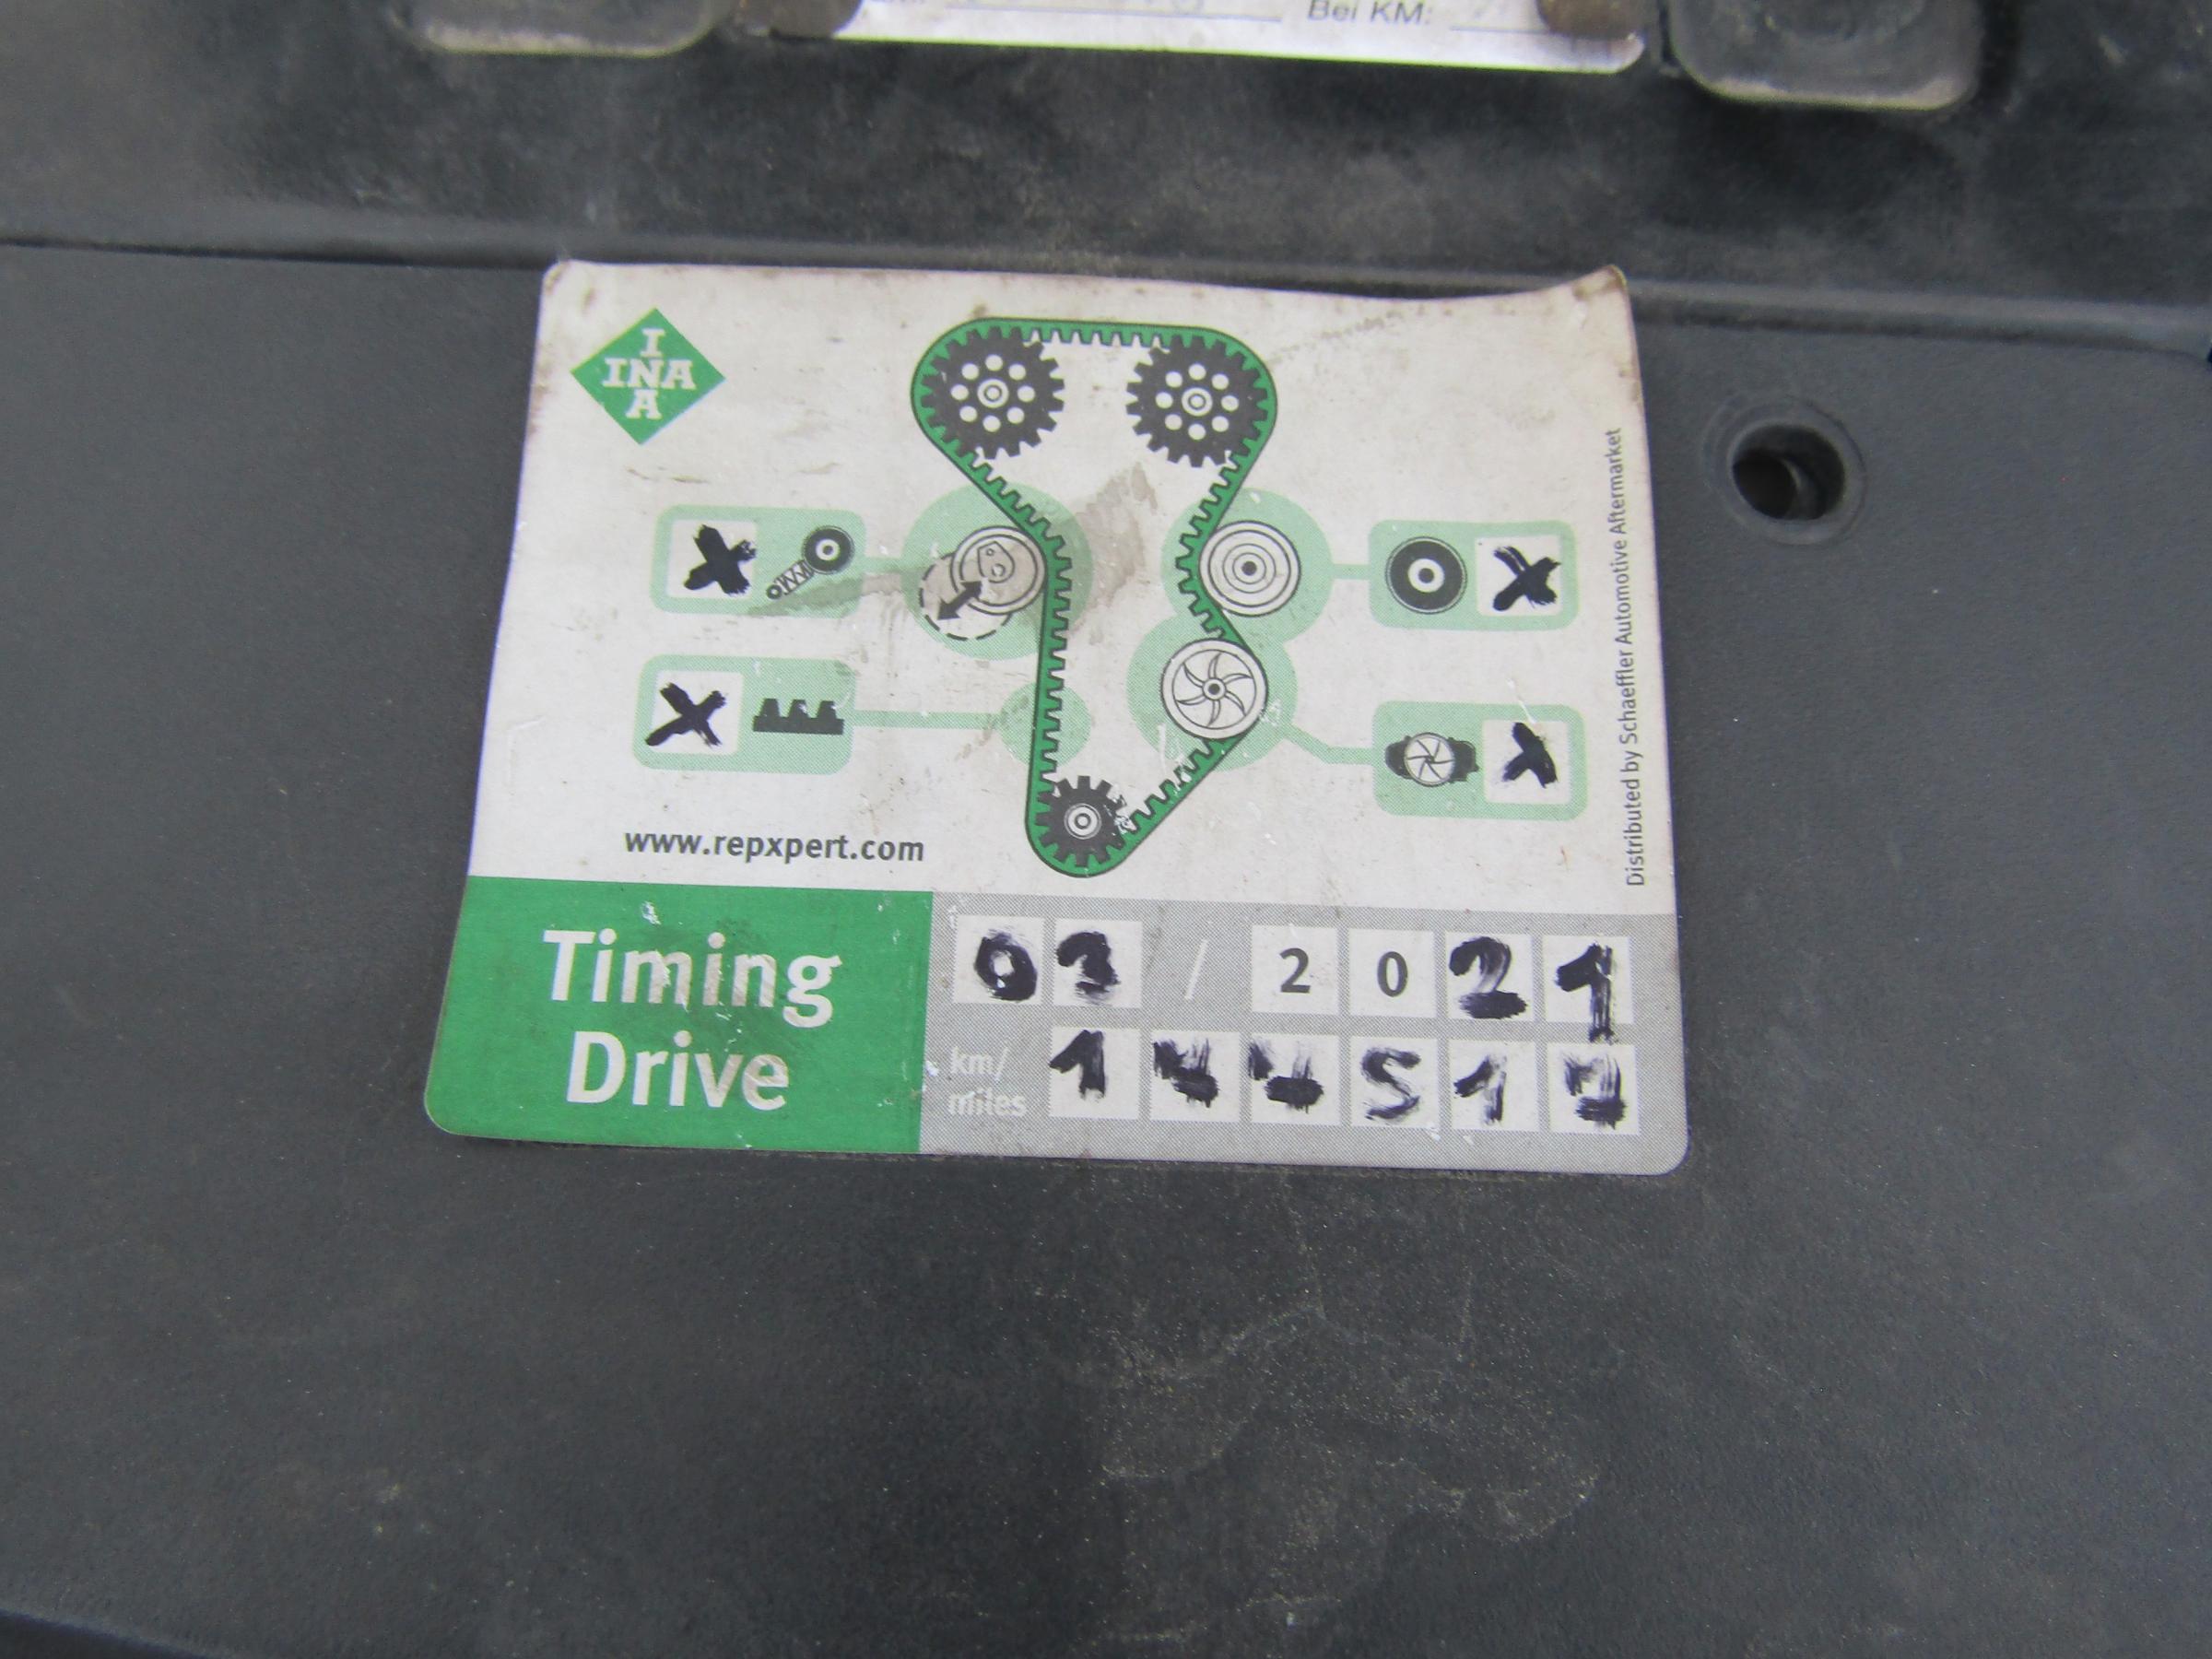 Bei KM:
INA
www.repxpert.com
Distributed by Schaeffler Automotive Aftermarket
Timing
Drive
03 / 2021
km/
miles